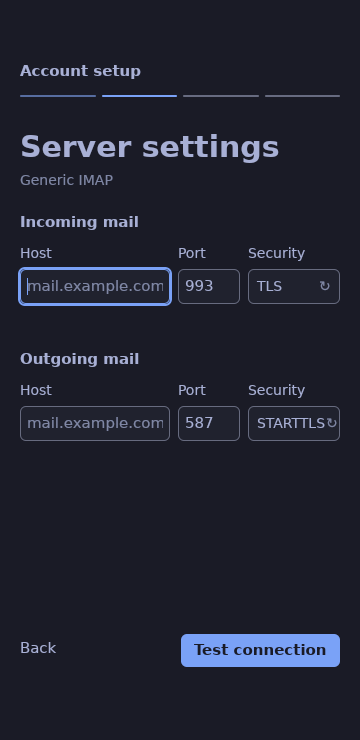 Account setup
Server settings
Generic IMAP
Incoming mail
Host Port Security
mail.example.com 993 TLS ↻
Outgoing mail
Host Port Security
mail.example.com 587 STARTTLS ↻
Back Test connection